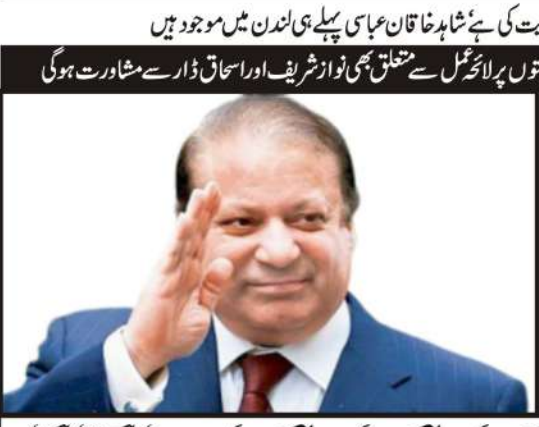 یت کی ہے‘ شاہد خاقان عباسی پہلے ہی لندن میں موجود ہیں
توں پر لائحہ عمل سے متعلق بھی نواز شریف اور اسحاق ڈار سے مشاورت ہوگی